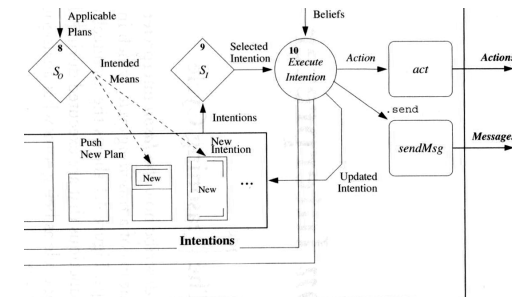 Applicable
Plans
Beliefs
8
S_O
Intended
Means
9
S_I
Selected
Intention
10
Execute
Intention
Action
act
Actions
.send
Intentions
sendMsg
Messages
Push
New Plan
New
Intention
New
New
...
Updated
Intention
Intentions